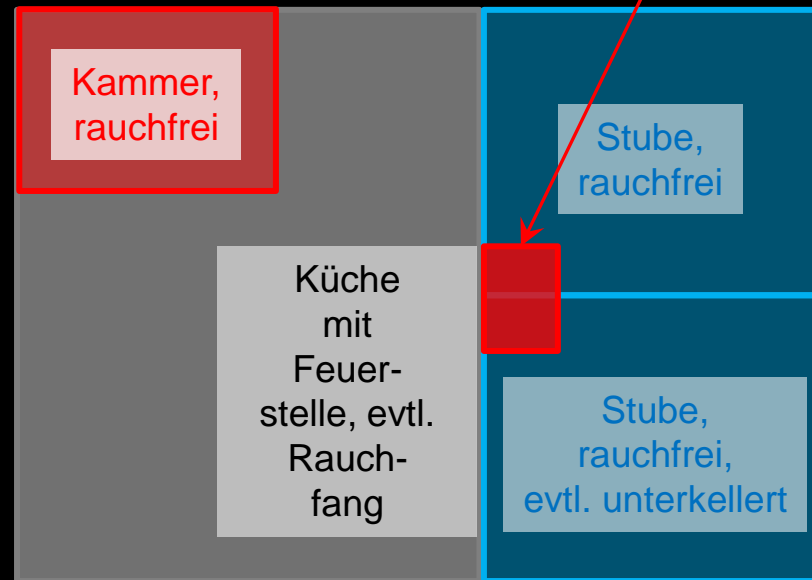 Kammer,
rauchfrei
Stube,
rauchfrei
Küche
mit
Feuer-
stelle, evtl.
Rauch-
fang
Stube,
rauchfrei,
evtl. unterkellert